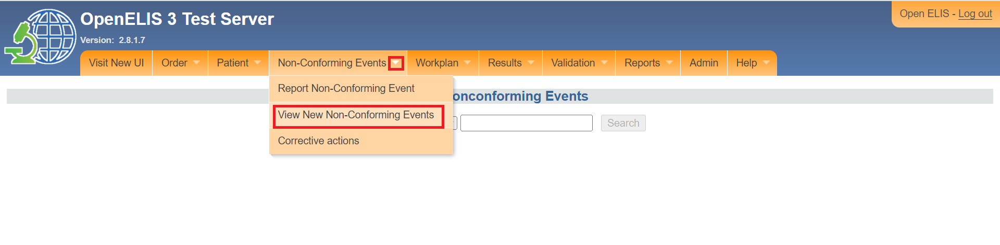 OpenELIS 3 Test Server
Version: 2.8.1.7
Open ELIS - Log out
Visit New UI Order Patient Non-Conforming Events Workplan Results Validation Reports Admin Help
Report Non-Conforming Event
View New Non-Conforming Events
Corrective actions
onconforming Events
Search